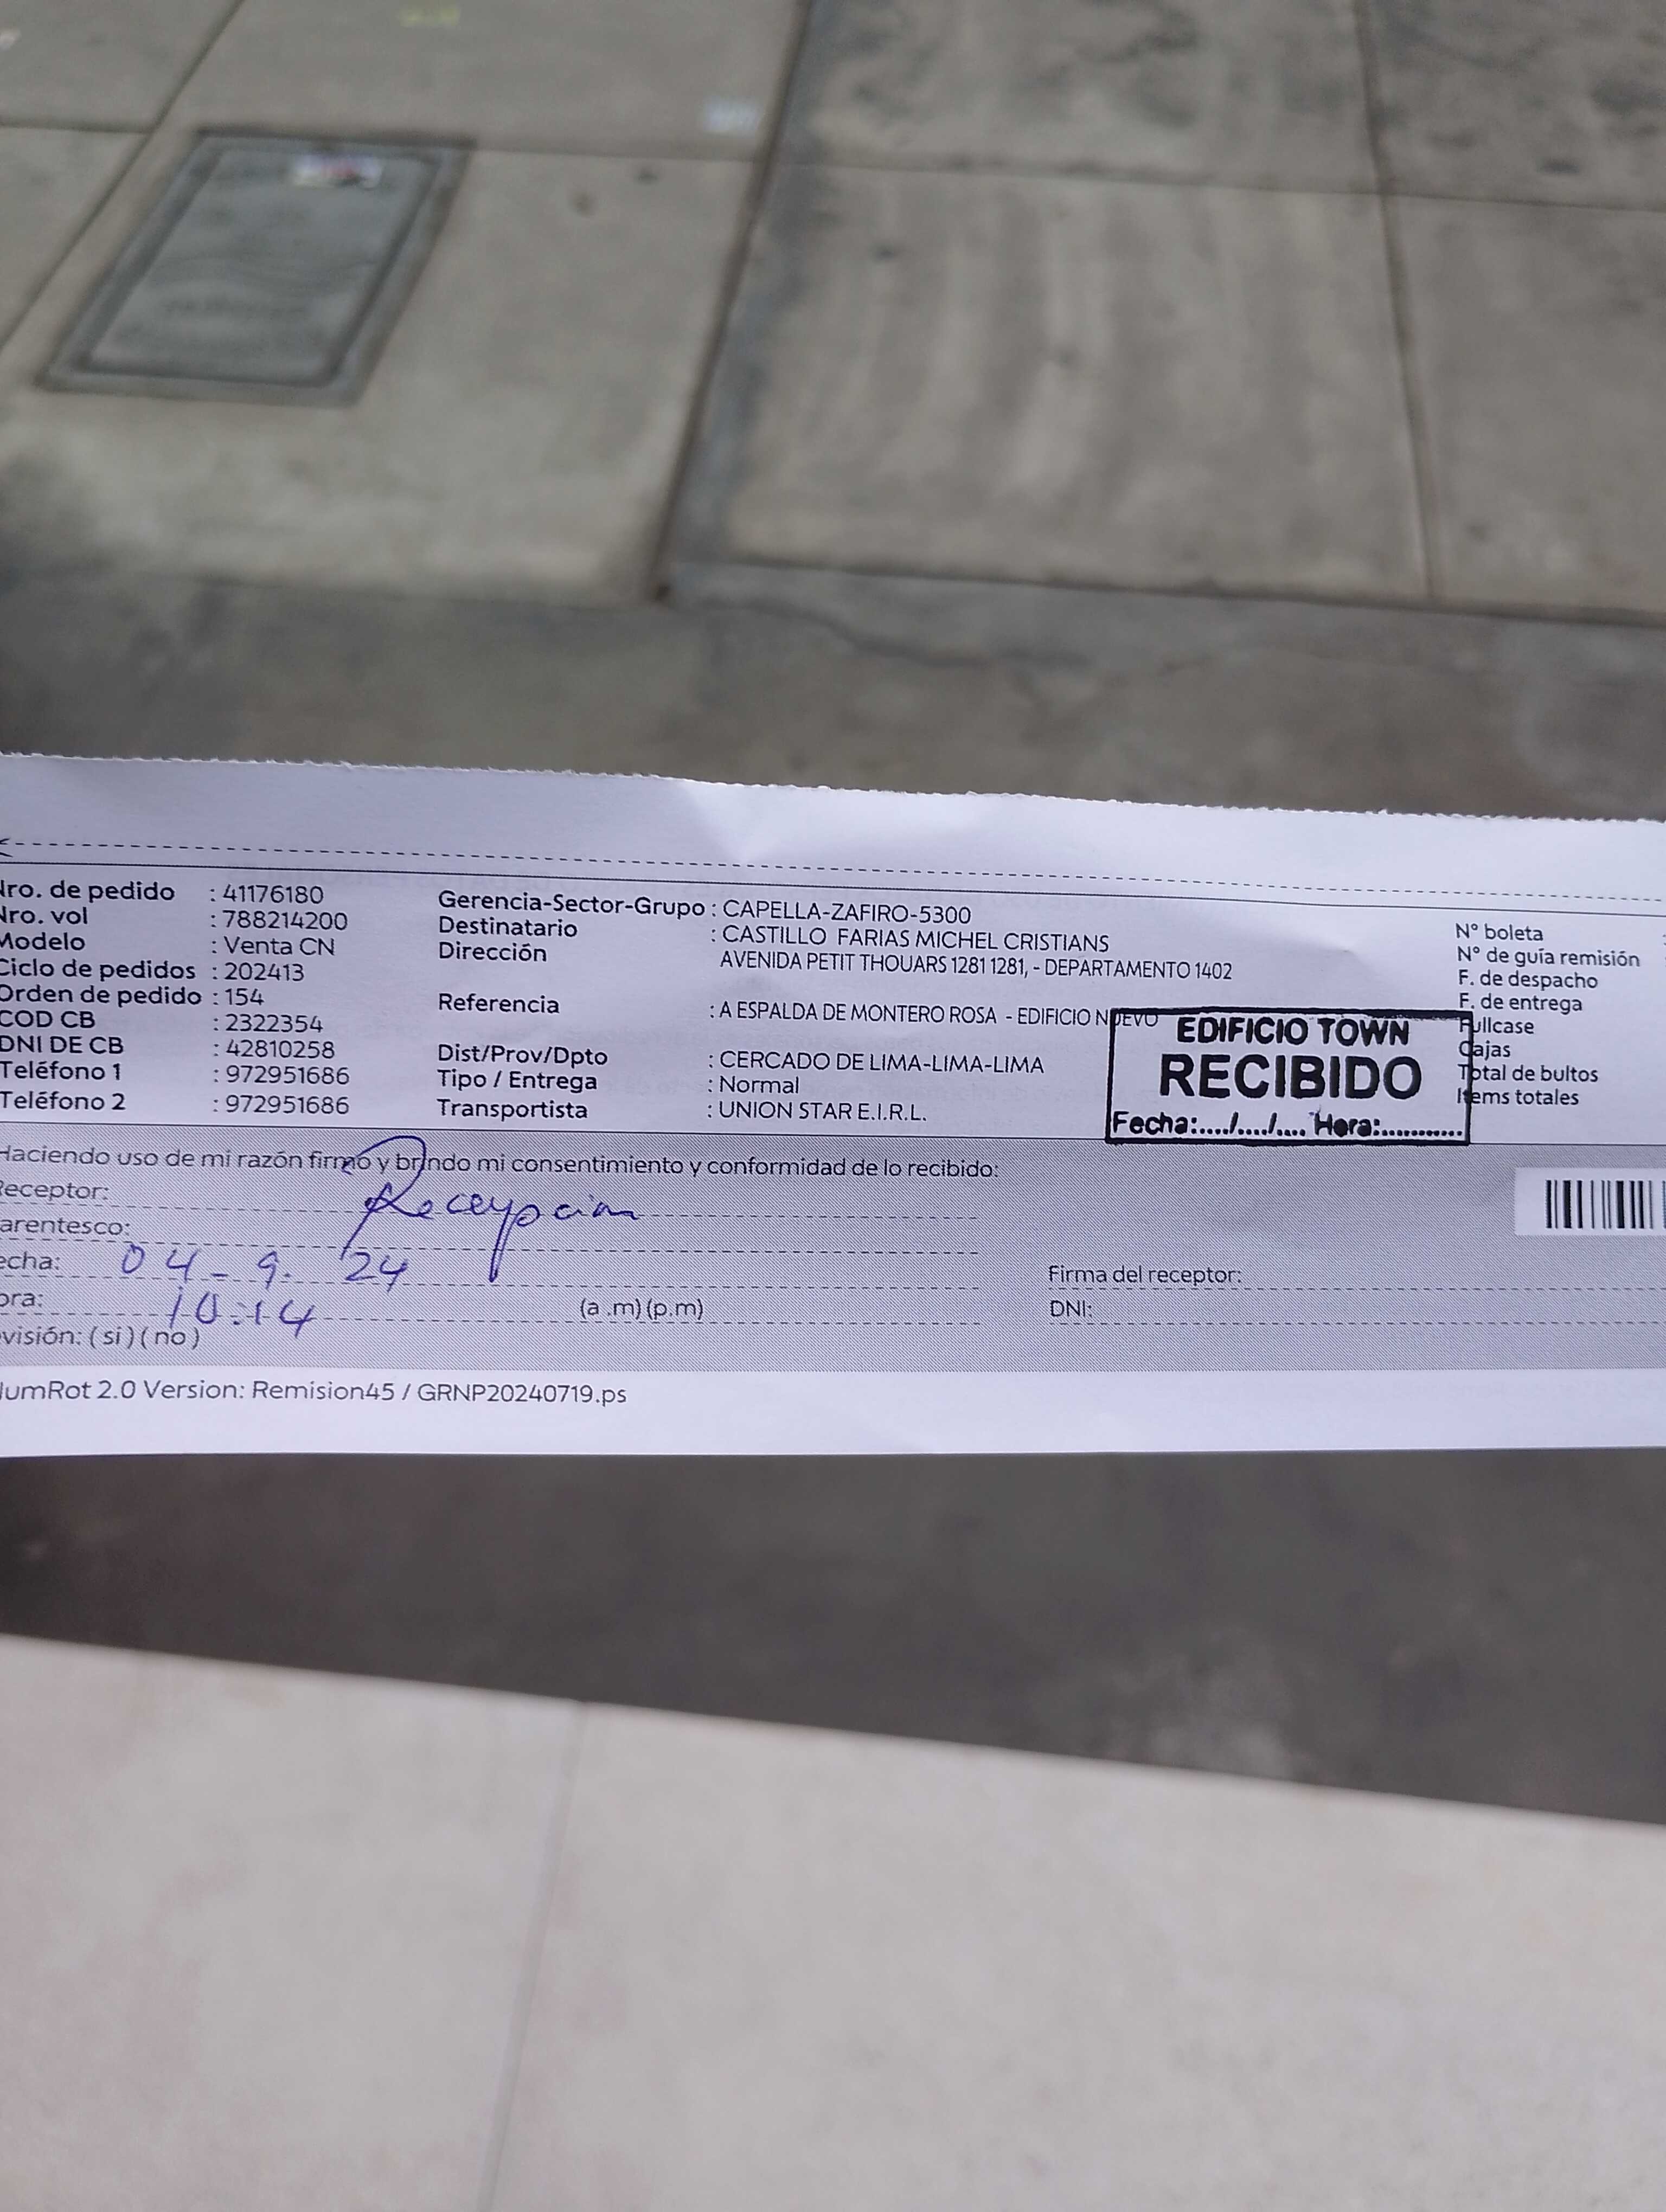 Nro. de pedido : 41176180
Nro. vol : 788214200
Modelo : Venta CN
Ciclo de pedidos : 202413
Orden de pedido : 154
COD CB : 2322354
DNI DE CB : 42810258
Teléfono 1 : 972951686
Teléfono 2 : 972951686
Gerencia-Sector-Grupo : CAPELLA-ZAFIRO-5300
Destinatario : CASTILLO FARIAS MICHEL CRISTIANS
Dirección AVENIDA PETIT THOUARS 1281 1281, - DEPARTAMENTO 1402
Referencia : A ESPALDA DE MONTERO ROSA - EDIFICIO NUEVO
Dist/Prov/Dpto : CERCADO DE LIMA-LIMA-LIMA
Tipo / Entrega : Normal
Transportista : UNION STAR E.I.R.L.
N° boleta
N° de guía remisión
F. de despacho
F. de entrega
Fullcase
Cajas
Total de bultos
Items totales
EDIFICIO TOWN
RECIBIDO
Fecha:..../..../.... Hora:............
Haciendo uso de mi razón firmo y brindo mi consentimiento y conformidad de lo recibido:
Receptor: Recepcion
arentesco:
echa: 04-9. 24
ora: 10:14 (a .m) (p.m)
visión: ( si ) ( no )
Firma del receptor:
DNI:
NumRot 2.0 Version: Remision45 / GRNP20240719.ps